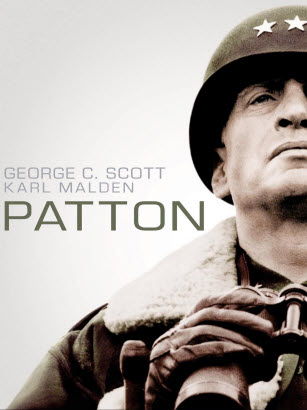 GEORGE C. SCOTT
KARL MALDEN
PATTON